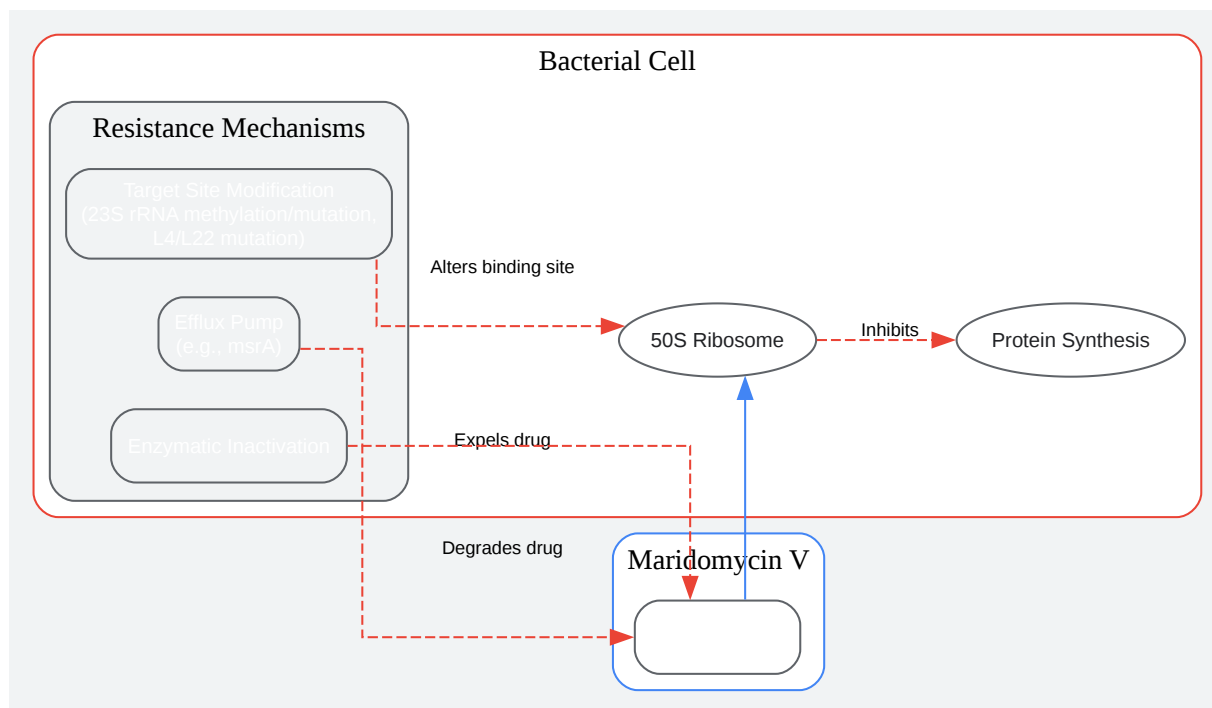 Bacterial Cell
Resistance Mechanisms
Target Site Modification
(23S rRNA methylation/mutation,
L4/L22 mutation)
Alters binding site
Efflux Pump
(e.g., msrA)
50S Ribosome
Inhibits
Protein Synthesis
Enzymatic Inactivation
Expels drug
Degrades drug
Maridomycin V